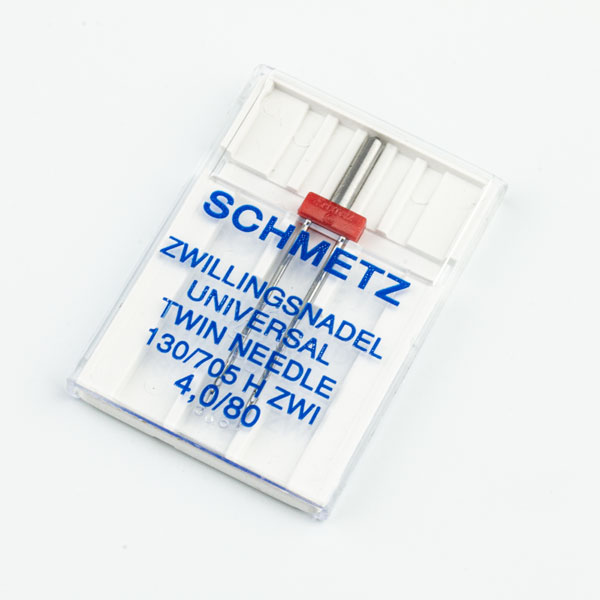 SCHMETZ
ZWILLINGSNADEL
UNIVERSAL
TWIN NEEDLE
130/705 H ZWI
4,0/80